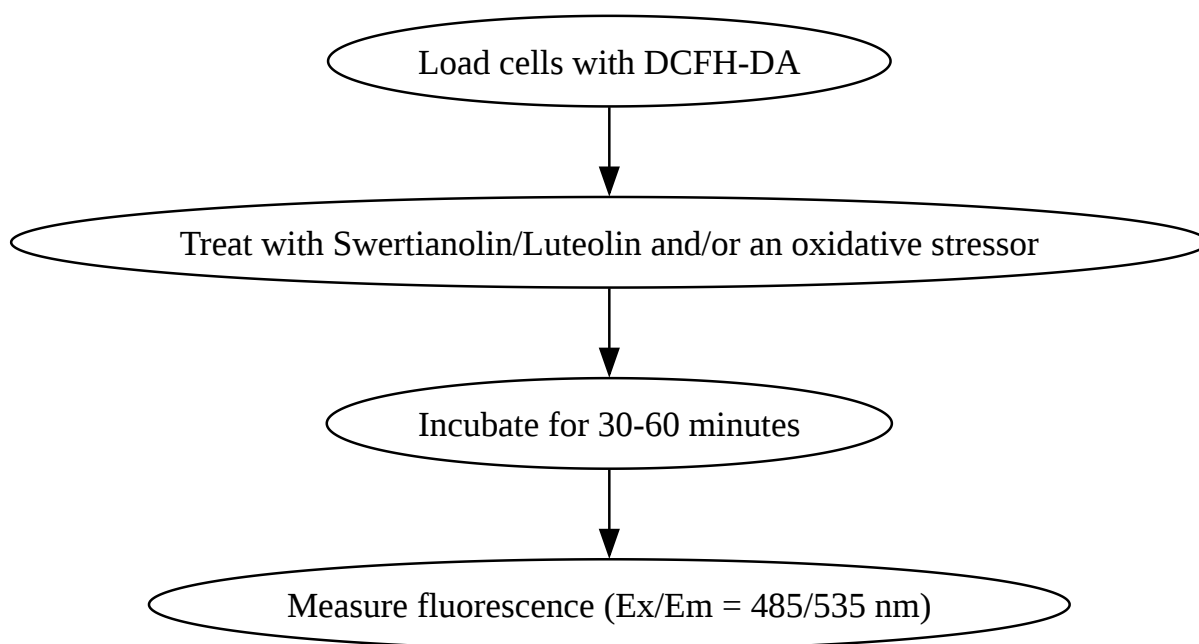 Load cells with DCFH-DA
Treat with Swertianolin/Luteolin and/or an oxidative stressor
Incubate for 30-60 minutes
Measure fluorescence (Ex/Em = 485/535 nm)